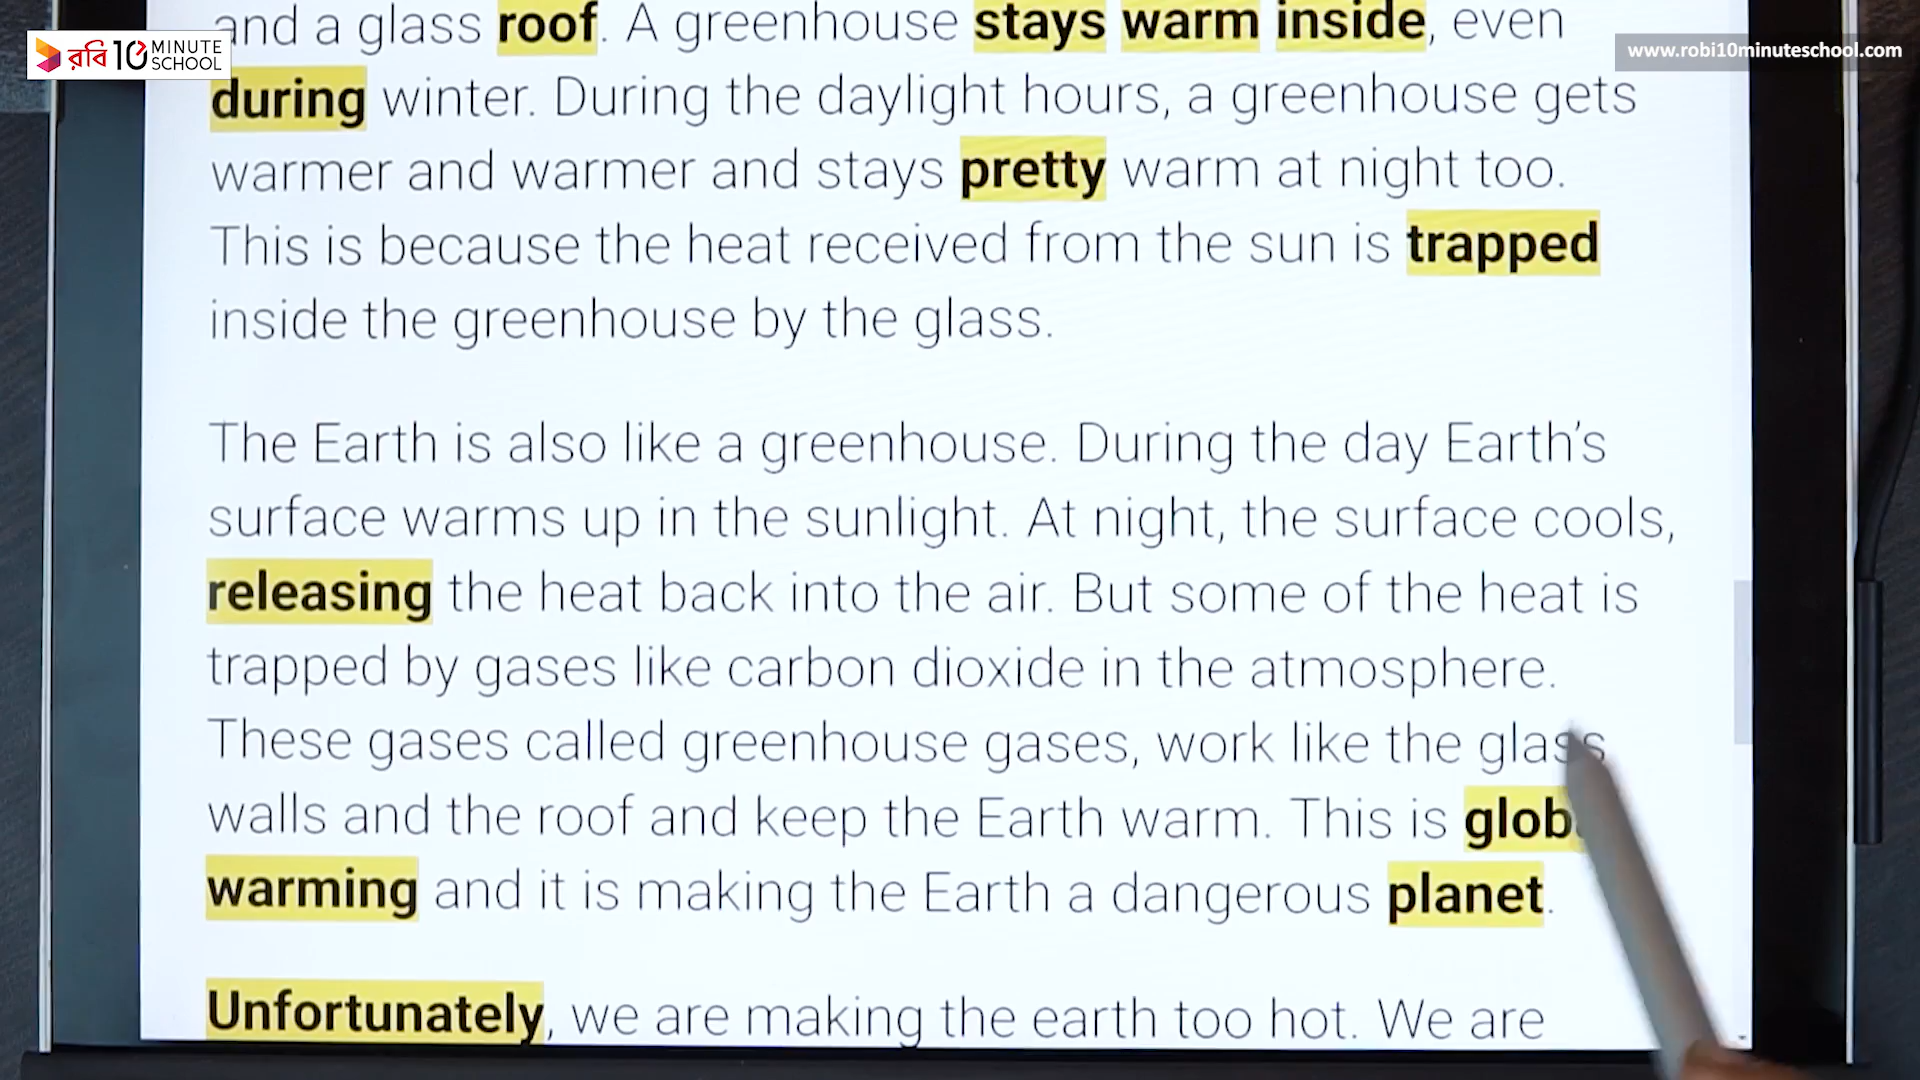 and a glass roof. A greenhouse stays warm inside, even
রবি 10 MINUTE SCHOOL
www.robi10minuteschool.com
during winter. During the daylight hours, a greenhouse gets
warmer and warmer and stays pretty warm at night too.
This is because the heat received from the sun is trapped
inside the greenhouse by the glass.
The Earth is also like a greenhouse. During the day Earth's
surface warms up in the sunlight. At night, the surface cools,
releasing the heat back into the air. But some of the heat is
trapped by gases like carbon dioxide in the atmosphere.
These gases called greenhouse gases, work like the glass
walls and the roof and keep the Earth warm. This is
warming and it is making the Earth a dangerous planet.
Unfortunately, we are making the earth too hot. We are